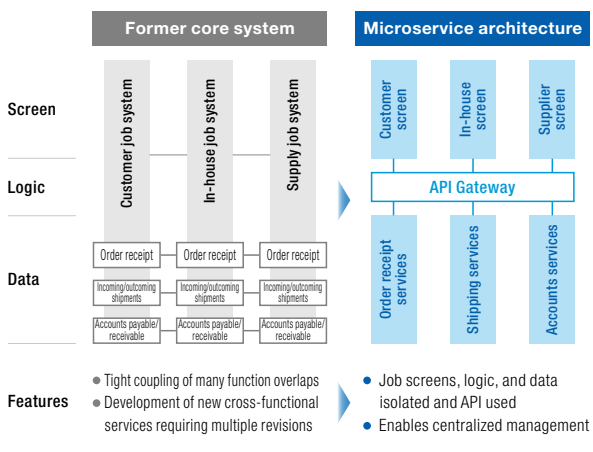 Former core system
Microservice architecture
Screen
Logic
Data
Customer job system
In-house job system
Supply job system
Customer
screen
In-house
screen
Supplier
screen
API Gateway
Order receipt
Order receipt
Order receipt
Incoming/outcoming
shipments
Incoming/outcoming
shipments
Incoming/outcoming
shipments
Accounts payable/
receivable
Accounts payable/
receivable
Accounts payable/
receivable
Order receipt
services
Shipping services
Accounts services
Features
● Tight coupling of many function overlaps
● Development of new cross-functional
services requiring multiple revisions
● Job screens, logic, and data
isolated and API used
● Enables centralized management